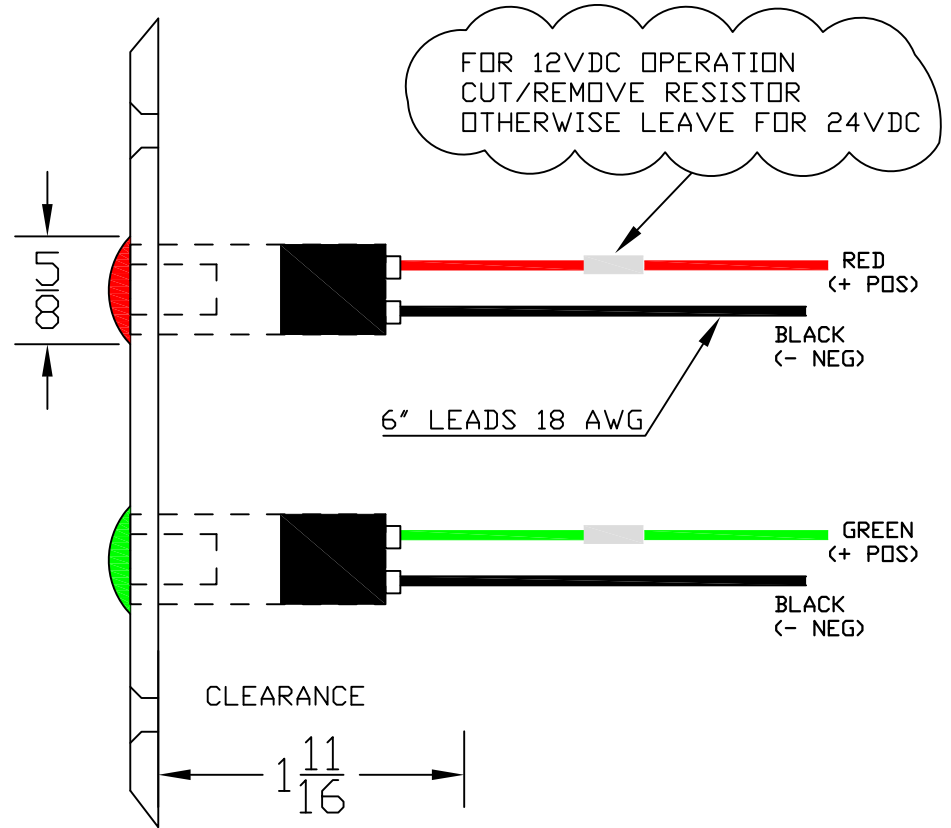 FOR 12VDC OPERATION
CUT/REMOVE RESISTOR
OTHERWISE LEAVE FOR 24VDC
5/8
RED
(+ POS)
BLACK
(- NEG)
6" LEADS 18 AWG
GREEN
(+ POS)
BLACK
(- NEG)
CLEARANCE
1 11/16